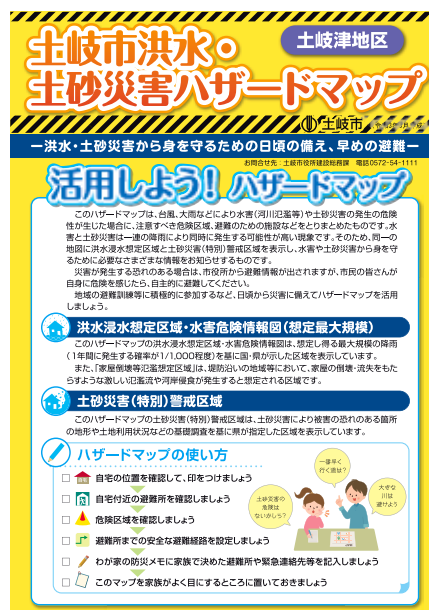 土岐市洪水・
土岐津地区
土砂災害ハザードマップ
土岐市
ー洪水・土砂災害から身を守るための日頃の備え、早めの避難ー
お問合せ先:土岐市役所建設総務課 電話0572-54-1111
活用しよう! ハザードマップ
このハザードマップは、台風、大雨などにより水害(河川氾濫等)や土砂災害の発生の危険
性が生じた場合に、注意すべき危険区域、避難のための施設などをとりまとめたものです。水
害と土砂災害は一連の降雨により同時に発生する可能性が高い現象です。そのため、同一の
地図に洪水浸水想定区域と土砂災害(特別)警戒区域を表示し、水害や土砂災害から身を守
るために必要なさまざまな情報をお知らせするものです。
災害が発生する恐れのある場合は、市役所から避難情報が出されますが、市民の皆さんが
自身に危険を感じたら、自主的に避難してください。
地域の避難訓練等に積極的に参加するなど、日頃から災害に備えてハザードマップを活用
しましょう。
洪水浸水想定区域・水害危険情報図(想定最大規模)
このハザードマップの洪水浸水想定区域・水害危険情報図は、想定し得る最大規模の降雨
(1年間に発生する確率が1/1,000程度)を基に国・県が示した区域を表示しています。
また、「家屋倒壊等氾濫想定区域」は、堤防沿いの地域等において、家屋の倒壊・流失をもた
らすような激しい氾濫流や河岸侵食が発生すると想定される区域です。
土砂災害(特別)警戒区域
このハザードマップの土砂災害(特別)警戒区域は、土砂災害により被害の恐れのある箇所
の地形や土地利用状況などの基礎調査を基に県が指定した区域を表示しています。
ハザードマップの使い方
自宅の位置を確認して、印をつけましょう
自宅付近の避難所を確認しましょう
危険区域を確認しましょう
避難所までの安全な避難経路を設定しましょう
わが家の防災メモに家族で決めた避難所や緊急連絡先等を記入しましょう
このマップを家族がよく目にするところに置いておきましょう
一番早く
行く道は?
土砂災害の
危険は
ないかしら?
大きな
川は
避けよう